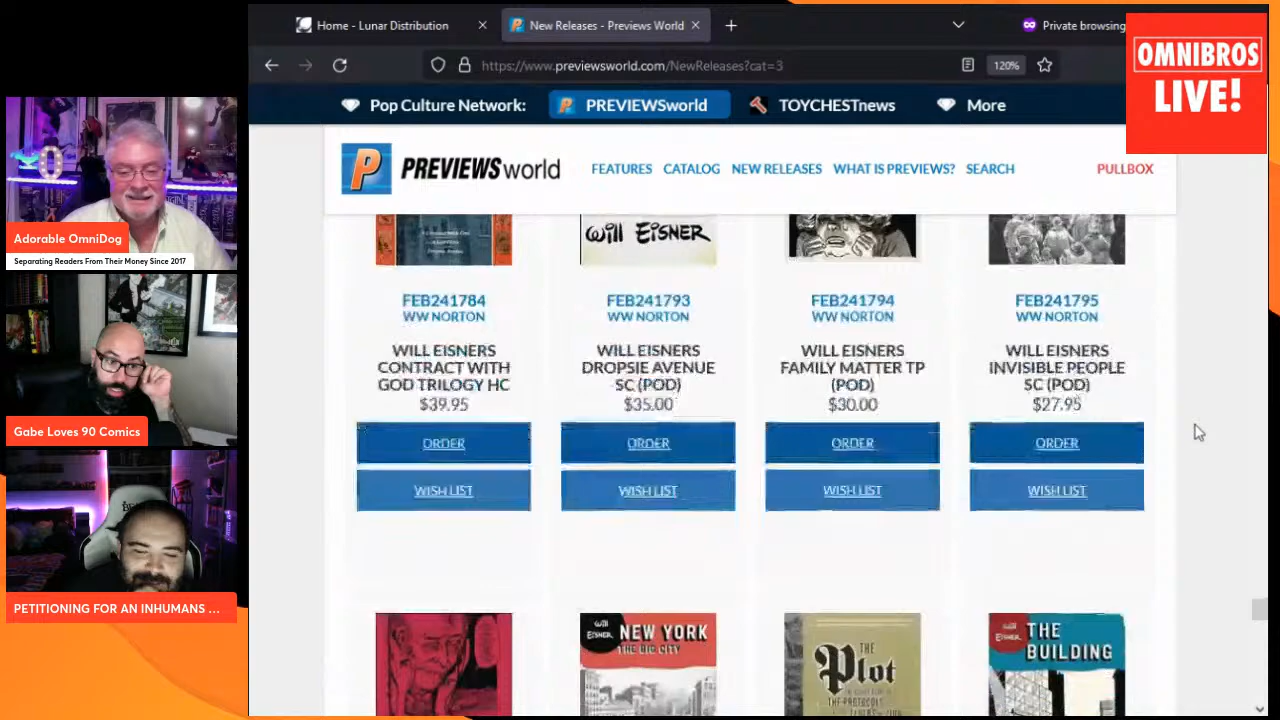 Home - Lunar Distribution
New Releases - Previews World
Private browsing
https://www.previewsworld.com/NewReleases?cat=3
120%
OMNIBROS
LIVE!
Pop Culture Network:
PREVIEWSworld
TOYCHESTnews
More
P PREVIEWSworld
FEATURES
CATALOG
NEW RELEASES
WHAT IS PREVIEWS?
SEARCH
PULLBOX
Adorable OmniDog
Separating Readers From Their Money Since 2017
Gabe Loves 90 Comics
PETITIONING FOR AN INHUMANS ...
Will EISNER
FEB241784
WW NORTON
WILL EISNERS
CONTRACT WITH
GOD TRILOGY HC
$39.95
ORDER
WISH LIST
FEB241793
WW NORTON
WILL EISNERS
DROPSIE AVENUE
SC (POD)
$35.00
ORDER
WISH LIST
FEB241794
WW NORTON
WILL EISNERS
FAMILY MATTER TP
(POD)
$30.00
ORDER
WISH LIST
FEB241795
WW NORTON
WILL EISNERS
INVISIBLE PEOPLE
SC (POD)
$27.95
ORDER
WISH LIST
Will
EISNER
NEW YORK
THE BIG CITY
THE
Plot
Will
EISNER
THE
BUILDING